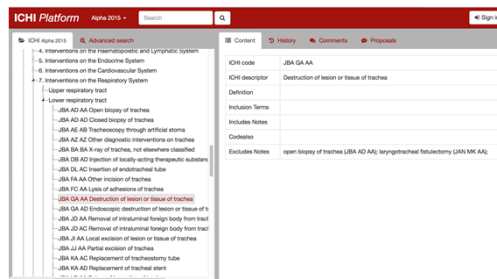 ICHI Platform
Alpha 2015
Search
Sign i
ICHI Alpha 2015
Advanced search
4. Interventions on the Haematopoietic and Lymphatic System
5. Interventions on the Endocrine System
6. Interventions on the Cardiovascular System
7. Interventions on the Respiratory System
Upper respiratory tract
Lower respiratory tract
JBA AD AA Open biopsy of trachea
JBA AD AD Closed biopsy of trachea
JBA AE AB Tracheoscopy through artificial stoma
JBA AZ AZ Other diagnostic interventions on trachea
JBA BA BA X-ray of trachea, not elsewhere classified
JBA DB AD Injection of locally-acting therapeutic substanc
JBA DL AC Insertion of endotracheal tube
JBA FA AA Other incision of trachea
JBA FC AA Lysis of adhesions of trachea
JBA GA AA Destruction of lesion or tissue of trachea
JBA GA AD Endoscopic destruction of lesion or tissue of t
JBA JD AA Removal of intraluminal foreign body from trach
JBA JD AC Removal of intraluminal foreign body from trach
JBA JI AA Local excision of lesion or tissue of trachea
JBA JJ AA Partial excision of trachea
JBA KA AC Replacement of tracheostomy tube
JBA KA AD Replacement of tracheal stent
Content
History
Comments
Proposals
ICHI code JBA GA AA
ICHI descriptor Destruction of lesion or tissue of trachea
Definition
Inclusion Terms
Includes Notes
Codealso
Excludes Notes open biopsy of trachea (JBA AD AA); laryngotracheal fistulectomy (JAN MK AA);